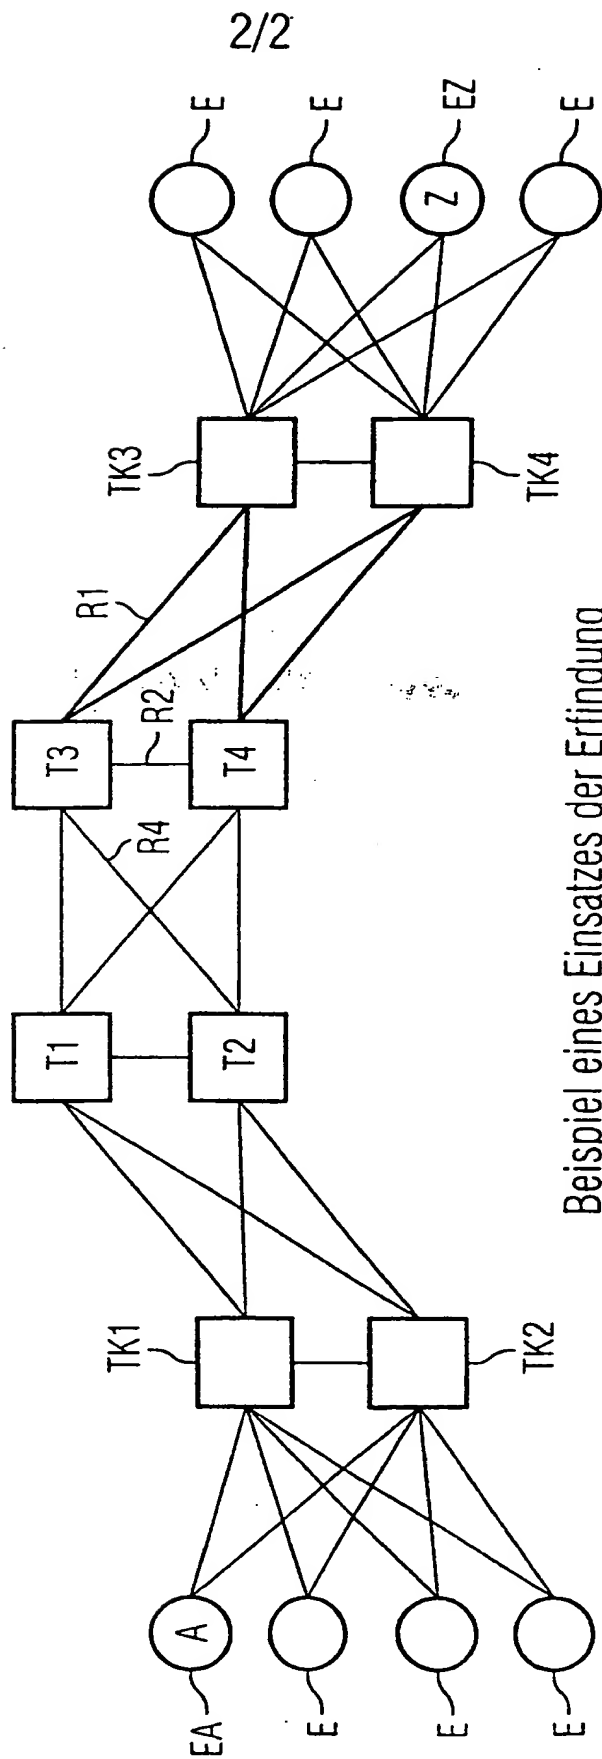 2/2
EA
A
E
E
E
TK1
TK2
T1
T2
T3
T4
R4
R2
R1
TK3
TK4
E
E
Z
EZ
E
Beispiel eines Einsatzes der Erfindung